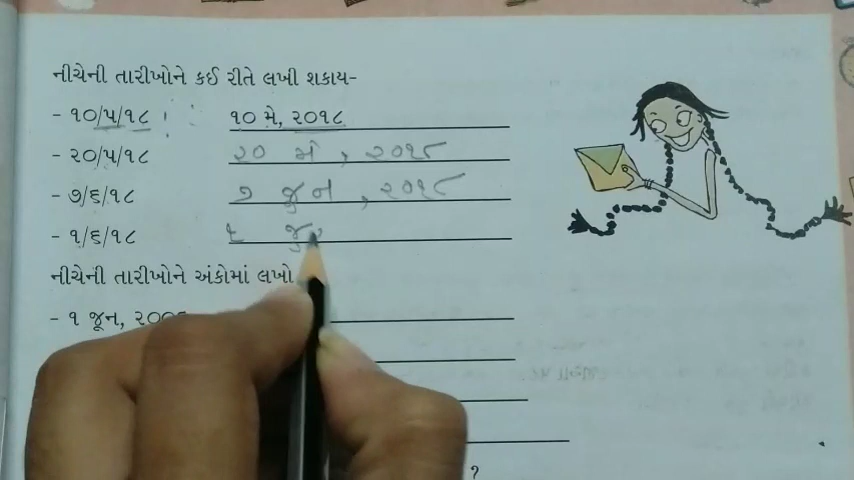 નીચેની તારીખોને કઈ રીતે લખી શકાય-
- ૧૦/૫/૧૮ ૧૦ મે, ૨૦૧૮
- ૨૦/૫/૧૮ ૨૦ મે, ૨૦૧૮
- ૭/૬/૧૮ ૭ જુન, ૨૦૧૮
- ૧/૬/૧૮ ૧ જુ
નીચેની તારીખોને અંકોમાં લખો
- ૧ જૂન,
?